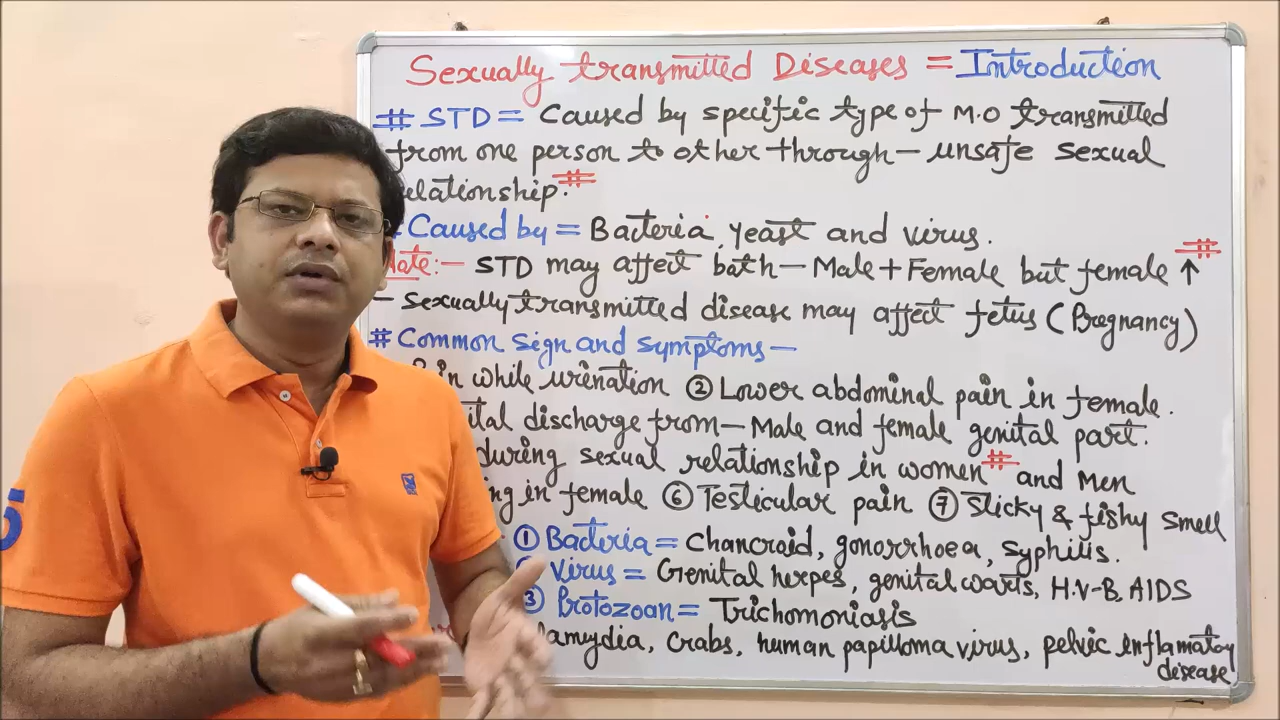 Sexually transmitted Diseases = Introduction
# STD = Caused by specific type of M.O transmitted
from one person to other through - unsafe sexual
relationship. #
Caused by = Bacteria, yeast and virus.
Note:- STD may affect both - Male + Female but female ↑ #
- Sexually transmitted disease may affect fetus (Pregnancy)
# Common Sign and Symptoms -
in while urination ② Lower abdominal pain in female.
ital discharge from - Male and female genital part.
during sexual relationship in women # and Men
ng in female ⑥ Testicular pain ⑦ Sticky & fishy smell
① Bacteria = Chancroid, gonorrhoea, syphilis.
Virus = Genital herpes, genital warts, H.V-B, AIDS
③ Protozoan = Trichomoniasis
lamydia, Crabs, human papilloma virus, pelvic inflamatory
disease
5